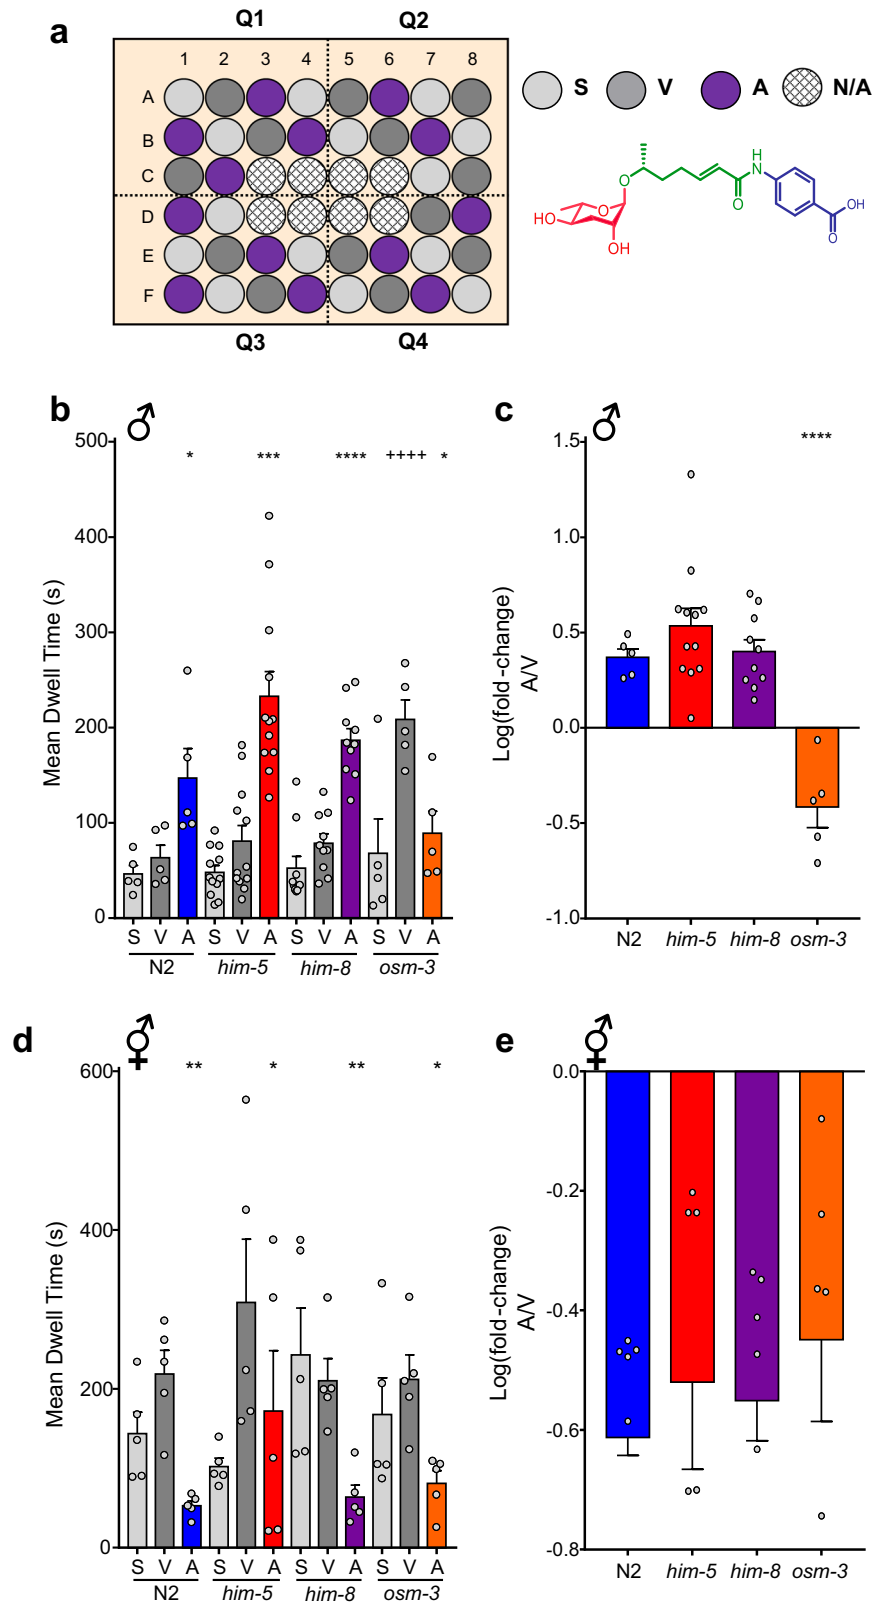 a
Q1 Q2
1 2 3 4 5 6 7 8
A
B
C
D
E
F
Q3 Q4
S V A N/A
H
N
O
O
O
OH
O
HO
OH
b
500
400
300
200
100
0
Mean Dwell Time (s)
* *** **** ++++ *
S V A S V A S V A S V A
N2 him-5 him-8 osm-3
c
1.5
1.0
0.5
0.0
-0.5
-1.0
Log(fold-change)
A/V
****
N2 him-5 him-8 osm-3
d
600
400
200
0
Mean Dwell Time (s)
** * ** *
S V A S V A S V A S V A
N2 him-5 him-8 osm-3
e
0.0
-0.2
-0.4
-0.6
-0.8
Log(fold-change)
A/V
N2 him-5 him-8 osm-3